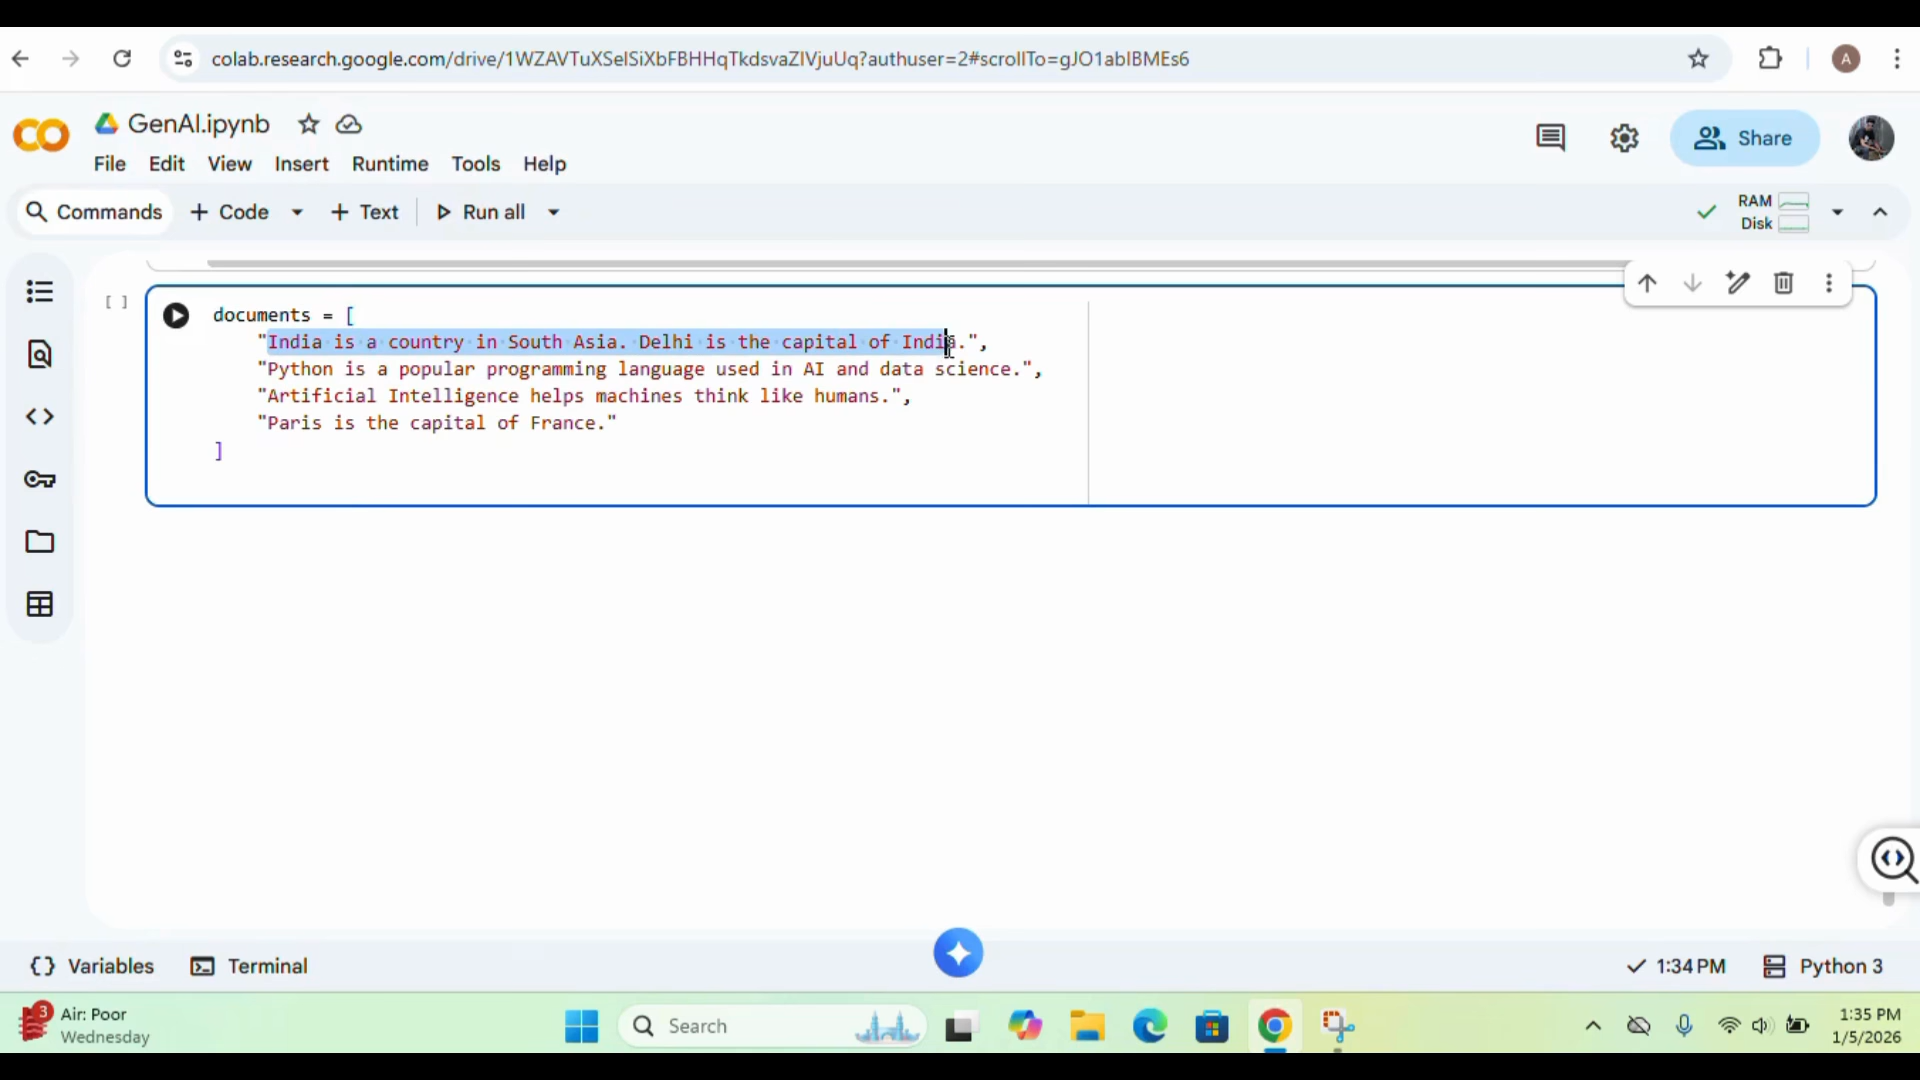 colab.research.google.com/drive/1WZAVTuXSelSiXbFBHHqTkdsvaZIVjuUq?authuser=2#scrollTo=gJO1abIBMEs6
A
GenAI.ipynb
File Edit View Insert Runtime Tools Help
Share
Commands + Code + Text Run all
RAM
Disk
[ ]
documents = [
"India is a country in South Asia. Delhi is the capital of India.",
"Python is a popular programming language used in AI and data science.",
"Artificial Intelligence helps machines think like humans.",
"Paris is the capital of France."
]
Variables Terminal
1:34 PM Python 3
3
Air: Poor
Wednesday
Search
1:35 PM
1/5/2026